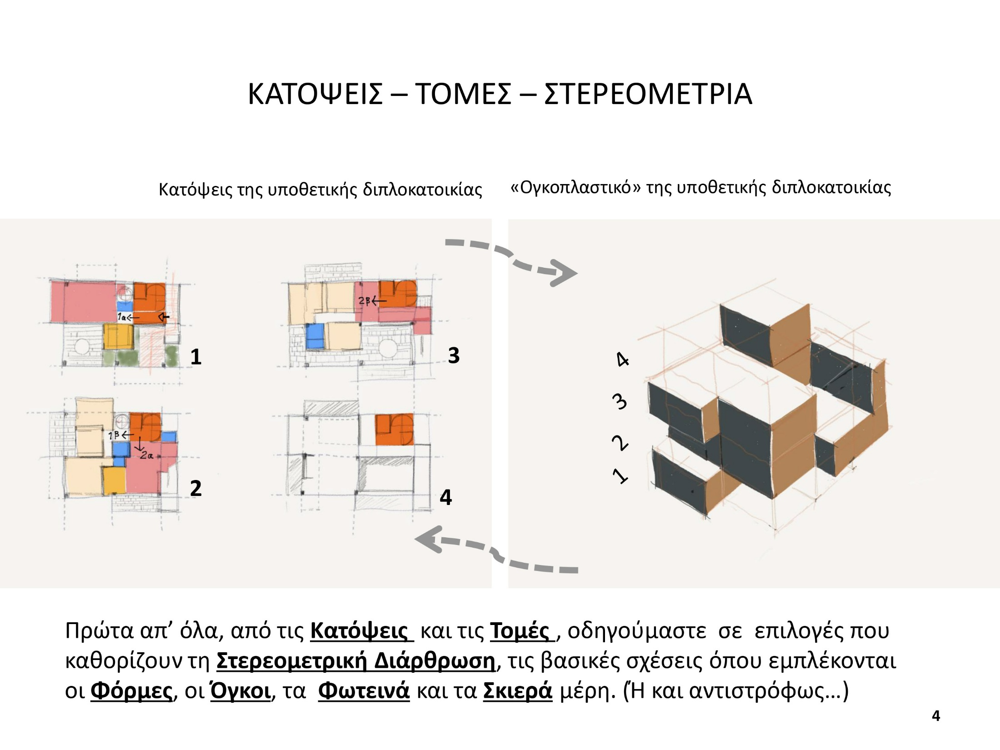 ΚΑΤΟΨΕΙΣ – ΤΟΜΕΣ – ΣΤΕΡΕΟΜΕΤΡΙΑ
Κατόψεις της υποθετικής διπλοκατοικίας
«Ογκοπλαστικό» της υποθετικής διπλοκατοικίας
1α
1
2β
3
1β
2α
2
4
4
3
2
1
Πρώτα απ’ όλα, από τις Κατόψεις και τις Τομές , οδηγούμαστε σε επιλογές που
καθορίζουν τη Στερεομετρική Διάρθρωση, τις βασικές σχέσεις όπου εμπλέκονται
οι Φόρμες, οι Όγκοι, τα Φωτεινά και τα Σκιερά μέρη. (Ή και αντιστρόφως…)
4